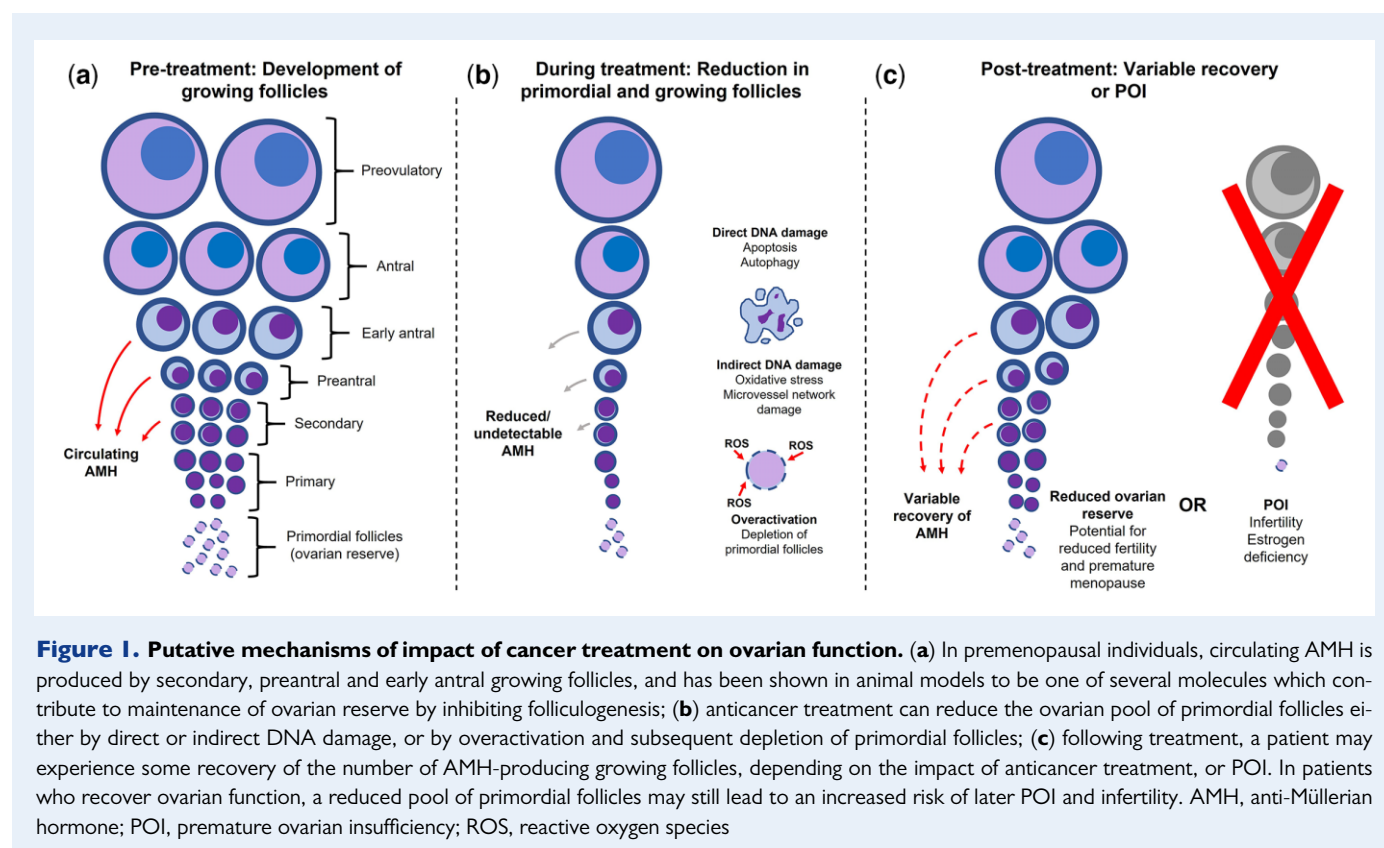 (a)
Pre-treatment: Development of
growing follicles
Preovulatory
Antral
Early antral
Preantral
Secondary
Primary
Primordial follicles
(ovarian reserve)
Circulating
AMH
(b)
During treatment: Reduction in
primordial and growing follicles
Reduced/
undetectable
AMH
Direct DNA damage
Apoptosis
Autophagy
Indirect DNA damage
Oxidative stress
Microvessel network
damage
ROS
ROS
ROS
Overactivation
Depletion of
primordial follicles
(c)
Post-treatment: Variable recovery
or POI
Variable
recovery of
AMH
Reduced ovarian
reserve
Potential for
reduced fertility
and premature
menopause
OR
POI
Infertility
Estrogen
deficiency
Figure 1. Putative mechanisms of impact of cancer treatment on ovarian function. (a) In premenopausal individuals, circulating AMH is
produced by secondary, preantral and early antral growing follicles, and has been shown in animal models to be one of several molecules which con-
tribute to maintenance of ovarian reserve by inhibiting folliculogenesis; (b) anticancer treatment can reduce the ovarian pool of primordial follicles ei-
ther by direct or indirect DNA damage, or by overactivation and subsequent depletion of primordial follicles; (c) following treatment, a patient may
experience some recovery of the number of AMH-producing growing follicles, depending on the impact of anticancer treatment, or POI. In patients
who recover ovarian function, a reduced pool of primordial follicles may still lead to an increased risk of later POI and infertility. AMH, anti-Müllerian
hormone; POI, premature ovarian insufficiency; ROS, reactive oxygen species